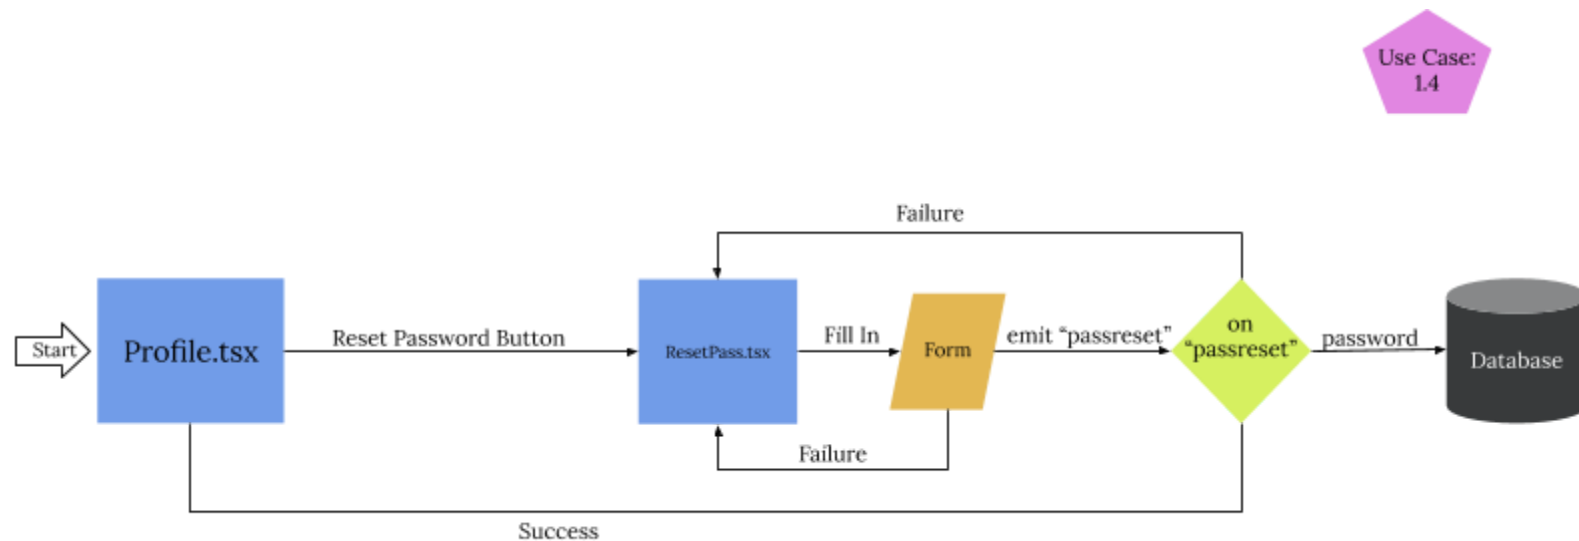 Use Case:
1.4
Failure
Start
Profile.tsx
Reset Password Button
ResetPass.tsx
Fill In
Form
emit “passreset”
on
“passreset”
password
Database
Failure
Success